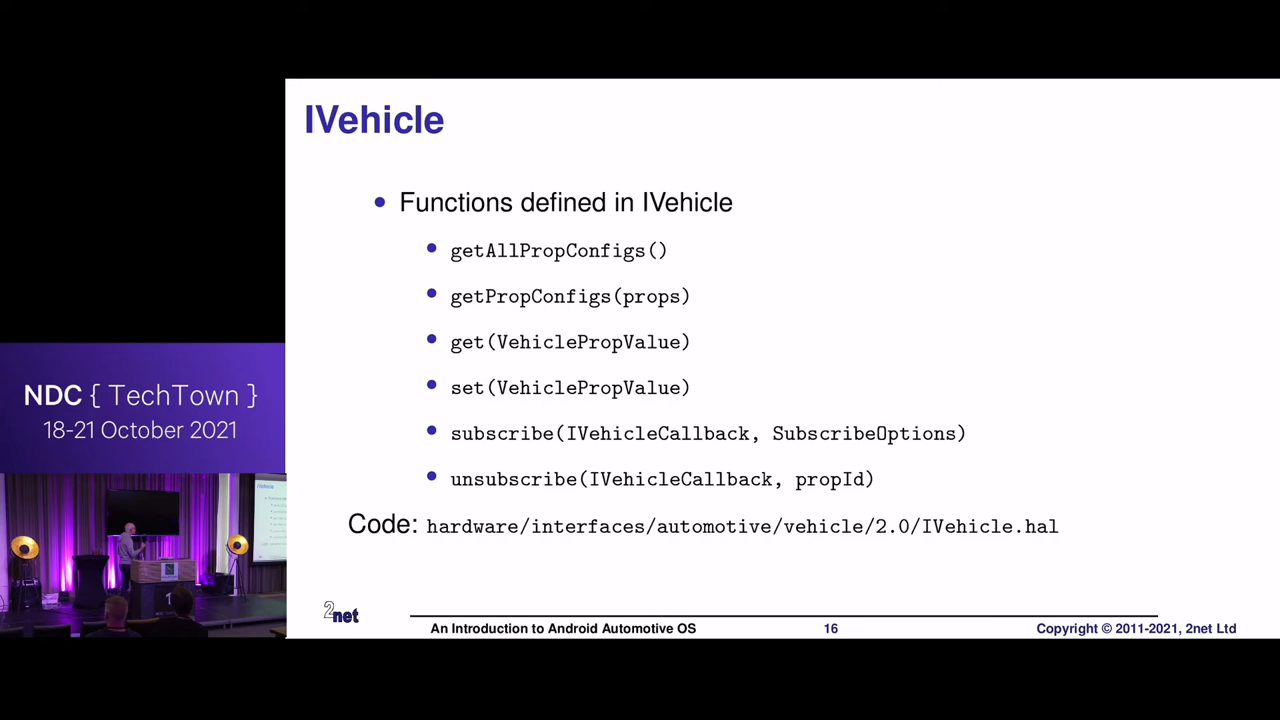 IVehicle
• Functions defined in IVehicle
• getAllPropConfigs()
• getPropConfigs(props)
• get(VehiclePropValue)
• set(VehiclePropValue)
• subscribe(IVehicleCallback, SubscribeOptions)
• unsubscribe(IVehicleCallback, propId)
Code: hardware/interfaces/automotive/vehicle/2.0/IVehicle.hal
2net
An Introduction to Android Automotive OS 16 Copyright © 2011-2021, 2net Ltd
NDC { TechTown }
18-21 October 2021
IVehicle